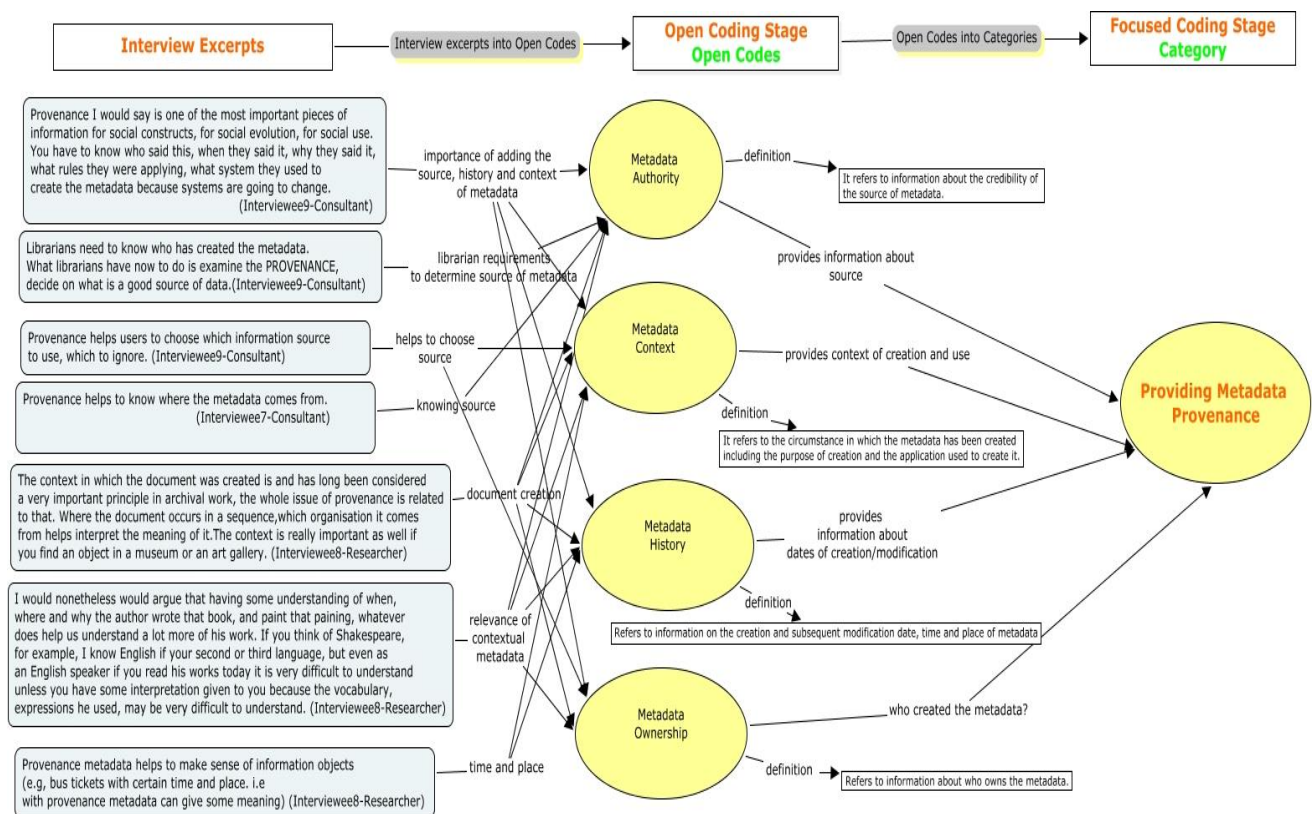 Interview Excerpts
Interview excerpts into Open Codes
Open Coding Stage
Open Codes
Open Codes into Categories
Focused Coding Stage
Category
Provenance I would say is one of the most important pieces of
information for social constructs, for social evolution, for social use.
You have to know who said this, when they said it, why they said it,
what rules they were applying, what system they used to
create the metadata because systems are going to change.
(Interviewee9-Consultant)
Librarians need to know who has created the metadata.
What librarians have now to do is examine the PROVENANCE,
decide on what is a good source of data.(Interviewee9-Consultant)
Provenance helps users to choose which information source
to use, which to ignore. (Interviewee9-Consultant)
Provenance helps to know where the metadata comes from.
(Interviewee7-Consultant)
The context in which the document was created is and has long been considered
a very important principle in archival work, the whole issue of provenance is related
to that. Where the document occurs in a sequence,which organisation it comes
from helps interpret the meaning of it.The context is really important as well if
you find an object in a museum or an art gallery. (Interviewee8-Researcher)
I would nonetheless would argue that having some understanding of when,
where and why the author wrote that book, and paint that paining, whatever
does help us understand a lot more of his work. If you think of Shakespeare,
for example, I know English if your second or third language, but even as
an English speaker if you read his works today it is very difficult to understand
unless you have some interpretation given to you because the vocabulary,
expressions he used, may be very difficult to understand. (Interviewee8-Researcher)
Provenance metadata helps to make sense of information objects
(e.g, bus tickets with certain time and place. i.e
with provenance metadata can give some meaning) (Interviewee8-Researcher)
importance of adding the
source, history and context
of metadata
librarian requirements
to determine source of metadata
helps to choose
source
knowing source
document creation
relevance of
contextual
metadata
time and place
Metadata
Authority
definition
It refers to information about the credibility of
the source of metadata.
provides information about
source
Metadata
Context
provides context of creation and use
definition
It refers to the circumstance in which the metadata has been created
including the purpose of creation and the application used to create it.
Metadata
History
provides
information about
dates of creation/modification
definition
Refers to information on the creation and subsequent modification date, time and place of metadata
Metadata
Ownership
who created the metadata?
definition
Refers to information about who owns the metadata.
Providing Metadata
Provenance